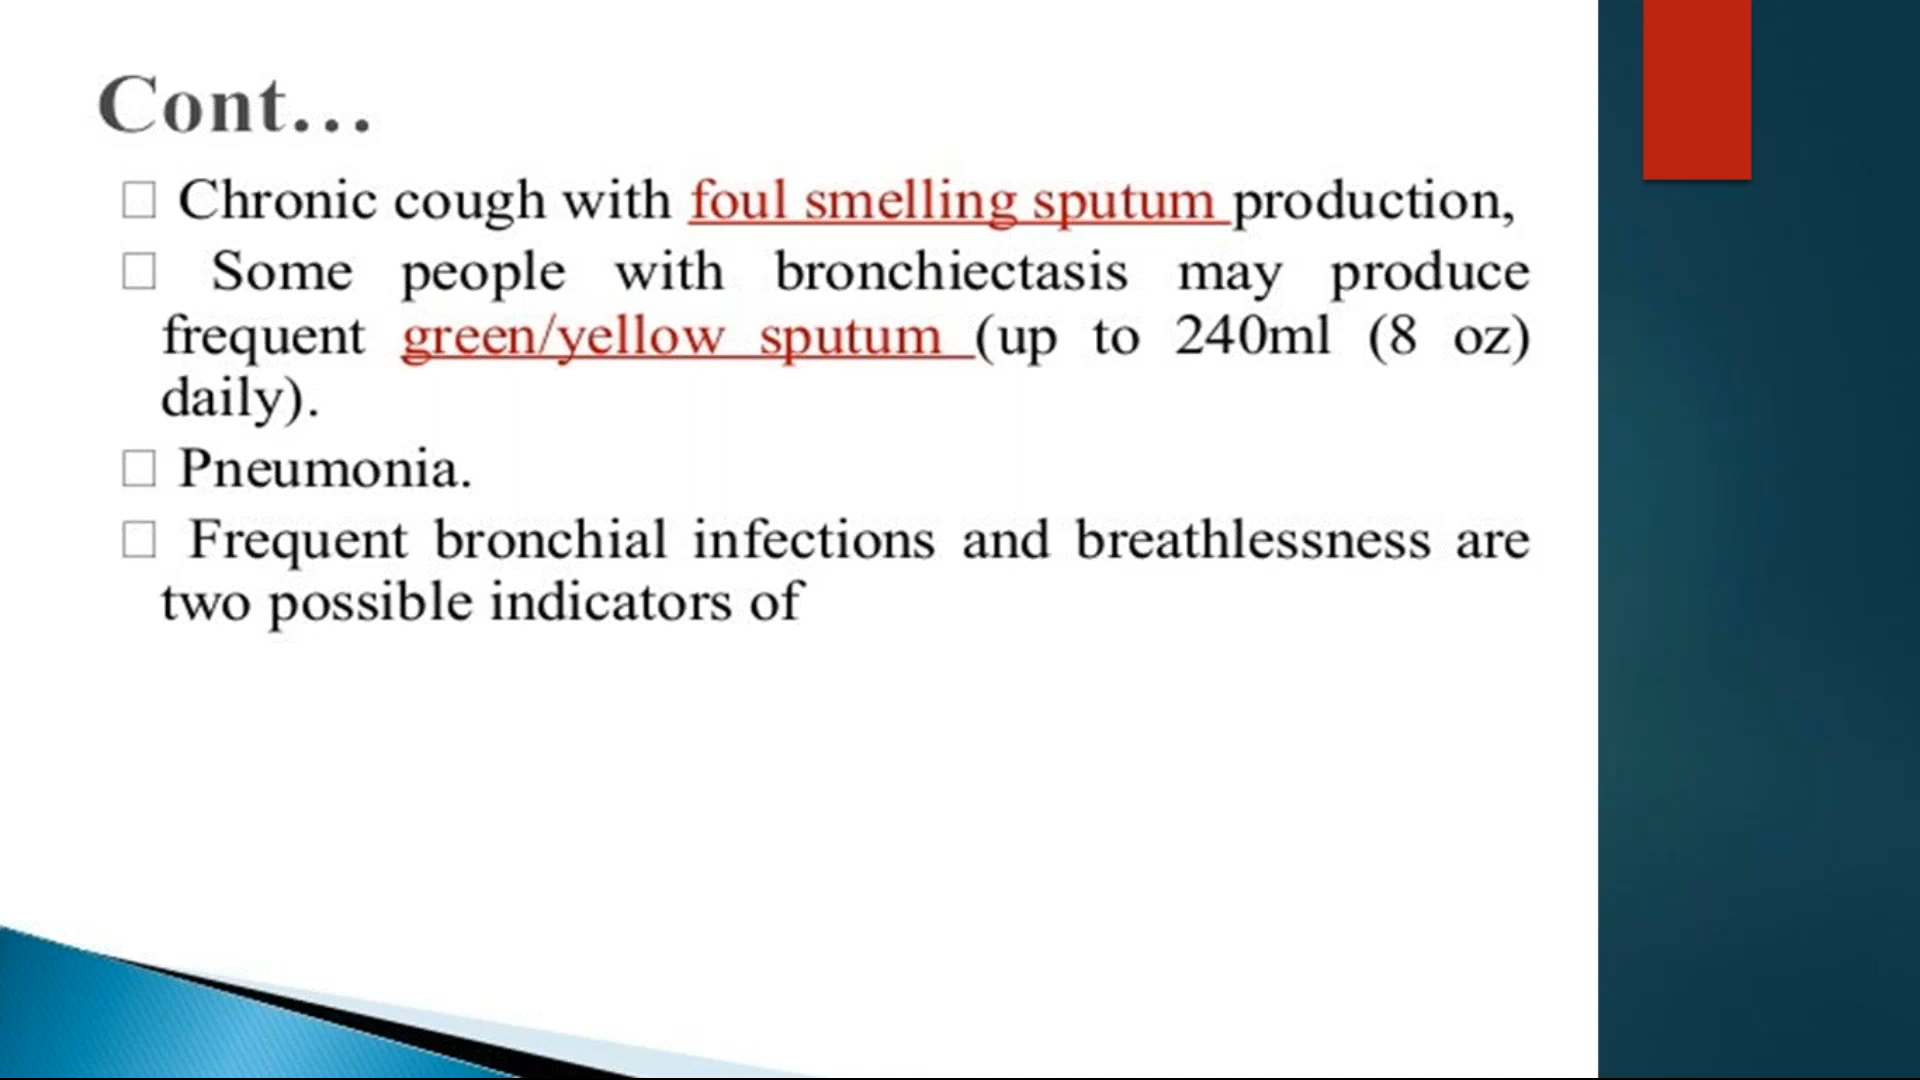 Cont...
□ Chronic cough with foul smelling sputum production,
□ Some people with bronchiectasis may produce
frequent green/yellow sputum (up to 240ml (8 oz)
daily).
□ Pneumonia.
□ Frequent bronchial infections and breathlessness are
two possible indicators of